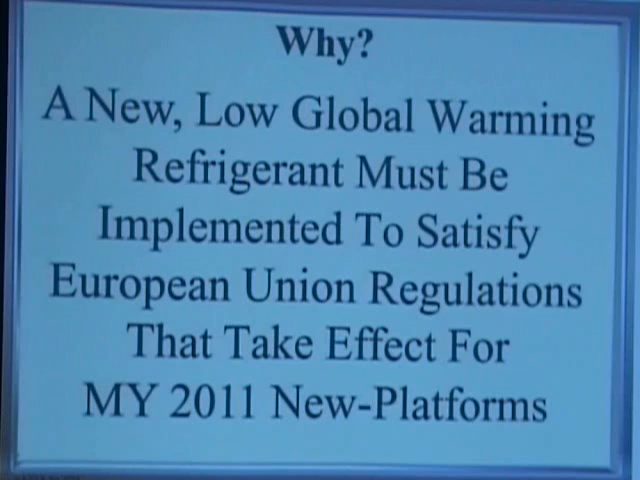 Why?
A New, Low Global Warming
Refrigerant Must Be
Implemented To Satisfy
European Union Regulations
That Take Effect For
MY 2011 New-Platforms